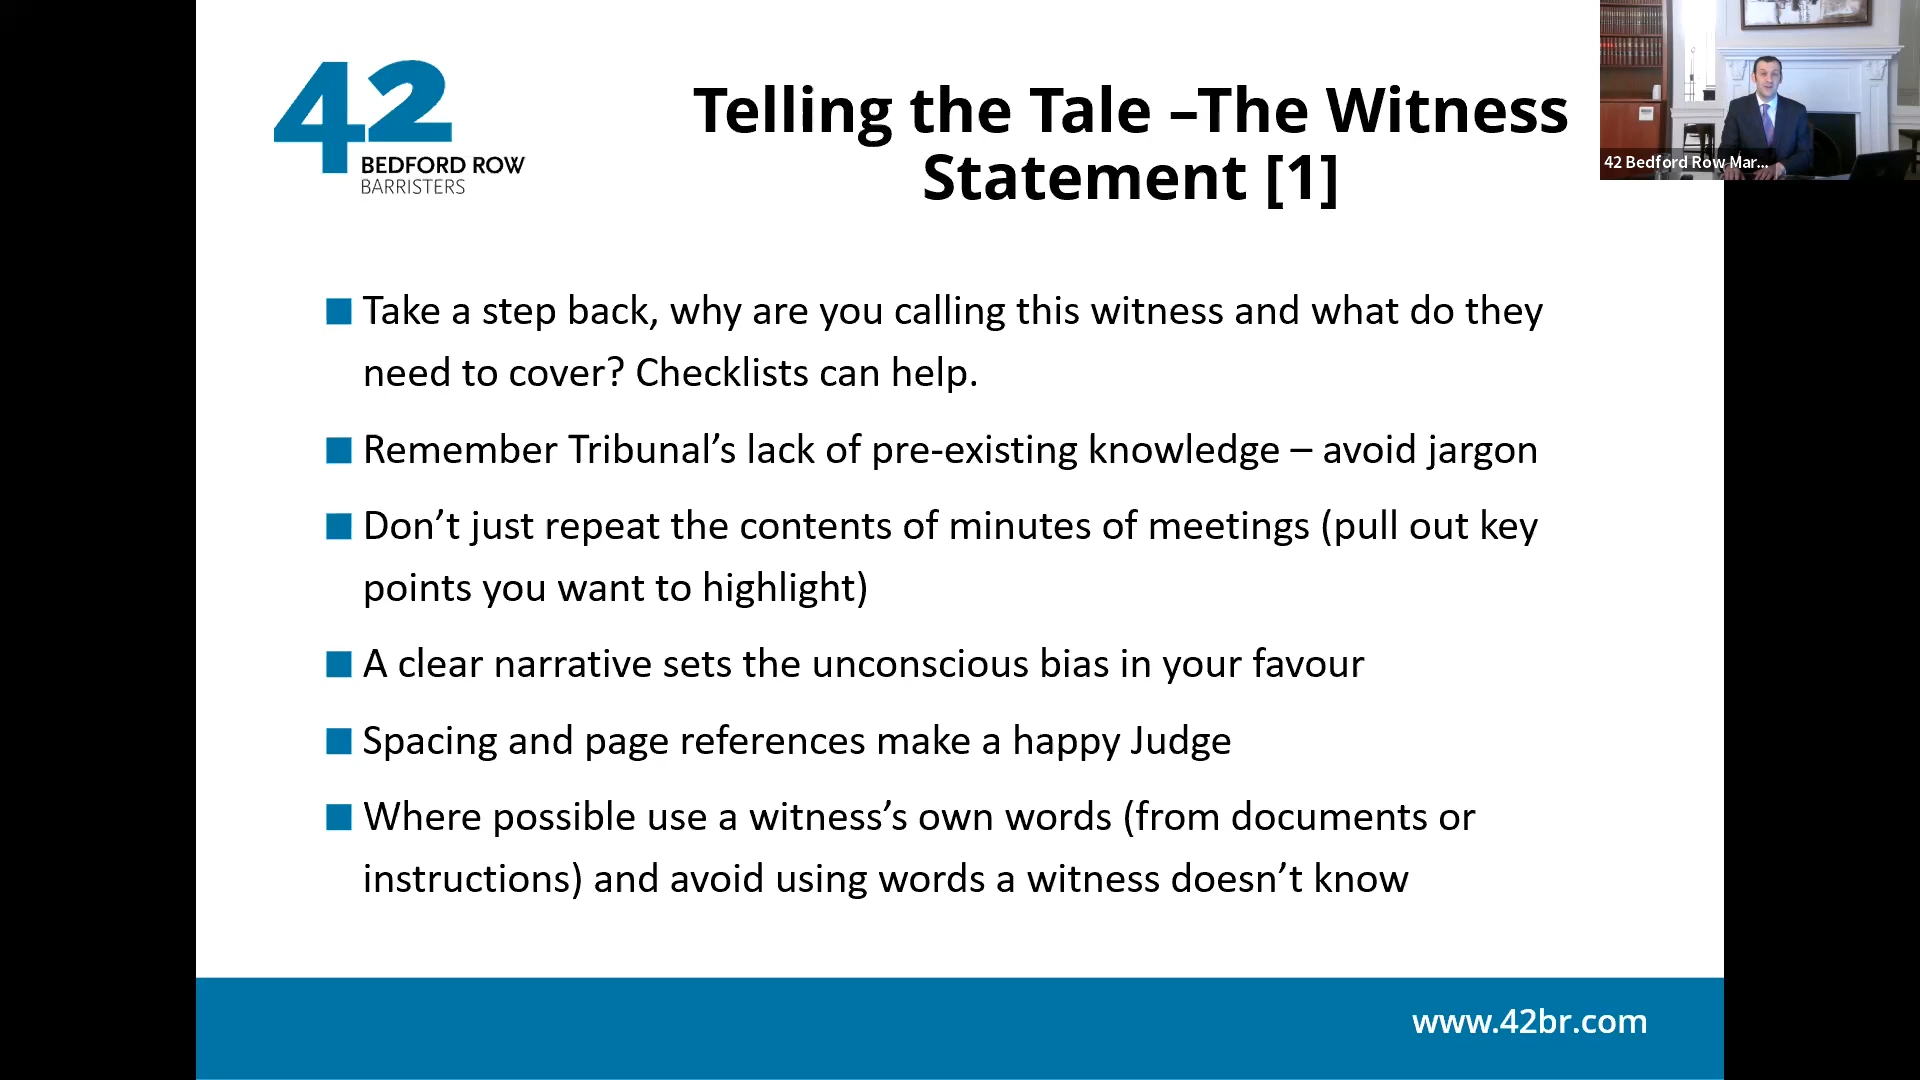 42
BEDFORD ROW
BARRISTERS
Telling the Tale –The Witness
Statement [1]
42 Bedford Row Mar...
Take a step back, why are you calling this witness and what do they
need to cover? Checklists can help.
Remember Tribunal’s lack of pre-existing knowledge – avoid jargon
Don’t just repeat the contents of minutes of meetings (pull out key
points you want to highlight)
A clear narrative sets the unconscious bias in your favour
Spacing and page references make a happy Judge
Where possible use a witness’s own words (from documents or
instructions) and avoid using words a witness doesn’t know
www.42br.com